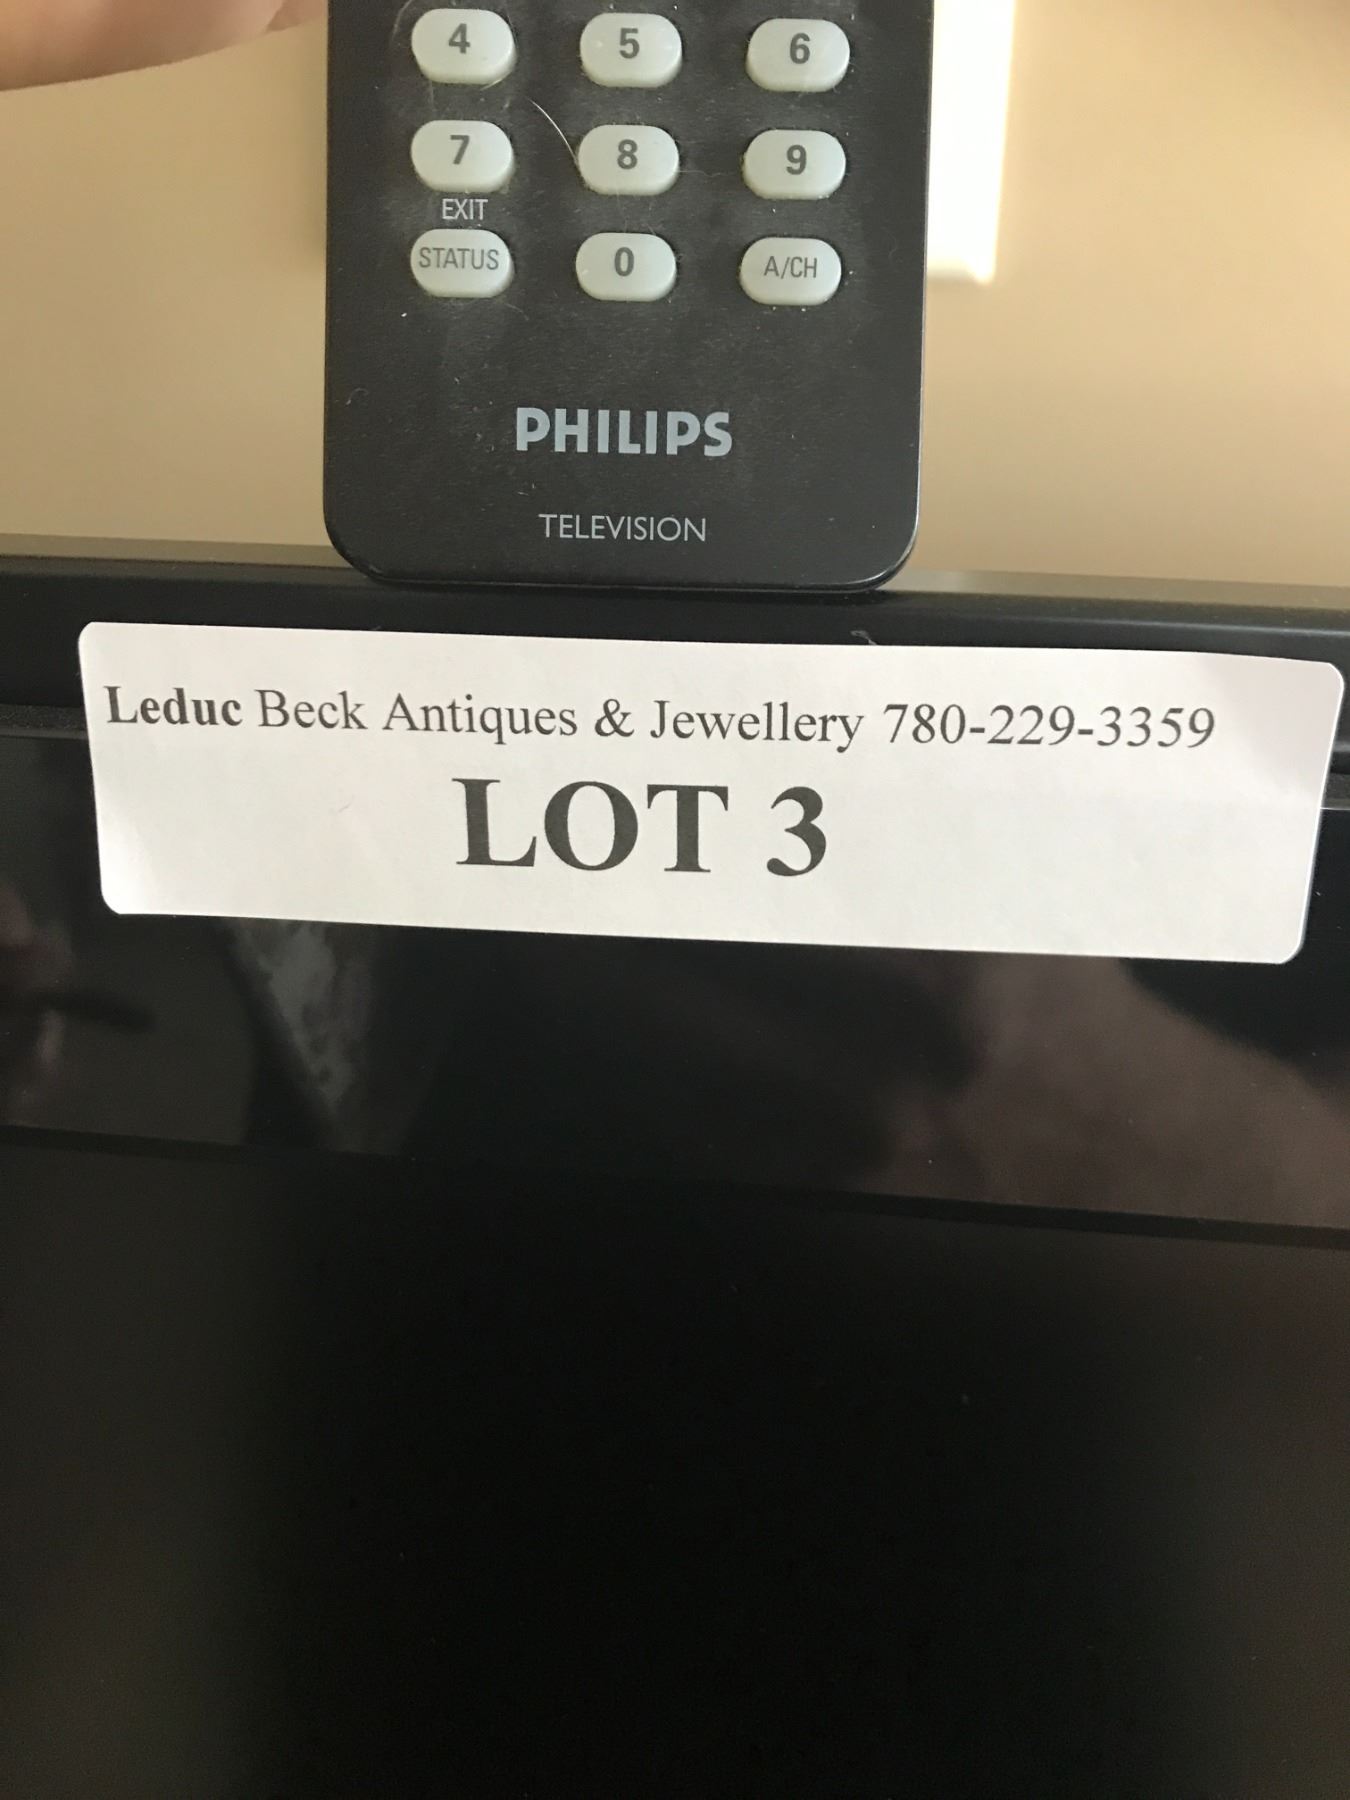 4 5 6
7 8 9
EXIT
STATUS 0 A/CH
PHILIPS
TELEVISION
Leduc Beck Antiques & Jewellery 780-229-3359
LOT 3